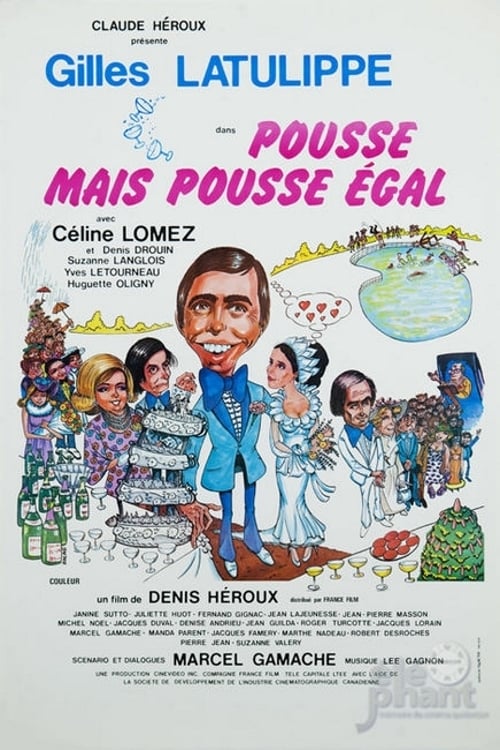 CLAUDE HÉROUX
présente
Gilles LATULIPPE
dans
POUSSE
MAIS POUSSE ÉGAL
avec
Céline LOMEZ
et Denis DROUIN
Suzanne LANGLOIS
Yves LETOURNEAU
Huguette OLIGNY
COULEUR
un film de DENIS HÉROUX distribué par FRANCE FILM
JANINE SUTTO - JULIETTE HUOT - FERNAND GIGNAC - JEAN LAJEUNESSE - JEAN-PIERRE MASSON
MICHEL NOEL - JACQUES DUVAL - DENISE ANDRIEU - JEAN GUILDA - ROGER TURCOTTE - JACQUES LORAIN
MARCEL GAMACHE - MANDA PARENT - JACQUES FAMERY - MARTHE NADEAU - ROBERT DESROCHES
PIERRE JEAN - SUZANNE VALERY
SCENARIO ET DIALOGUES MARCEL GAMACHE MUSIQUE LEE GAGNON
UNE PRODUCTION CINEVIDEO INC. COMPAGNIE FRANCE FILM TELE CAPITALE LTEE AVEC L'AIDE DE
LA SOCIETE DE DEVELOPPEMENT DE L'INDUSTRIE CINEMATOGRAPHIQUE CANADIENNE.
éléphant
mémoire du cinéma québécois